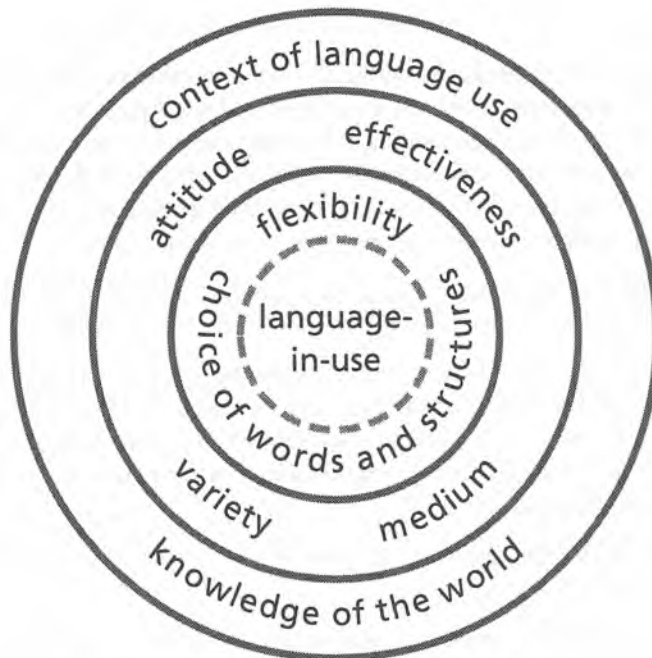 context of language use
attitude
effectiveness
flexibility
language-
in-use
choice of words and structures
variety
medium
knowledge of the world